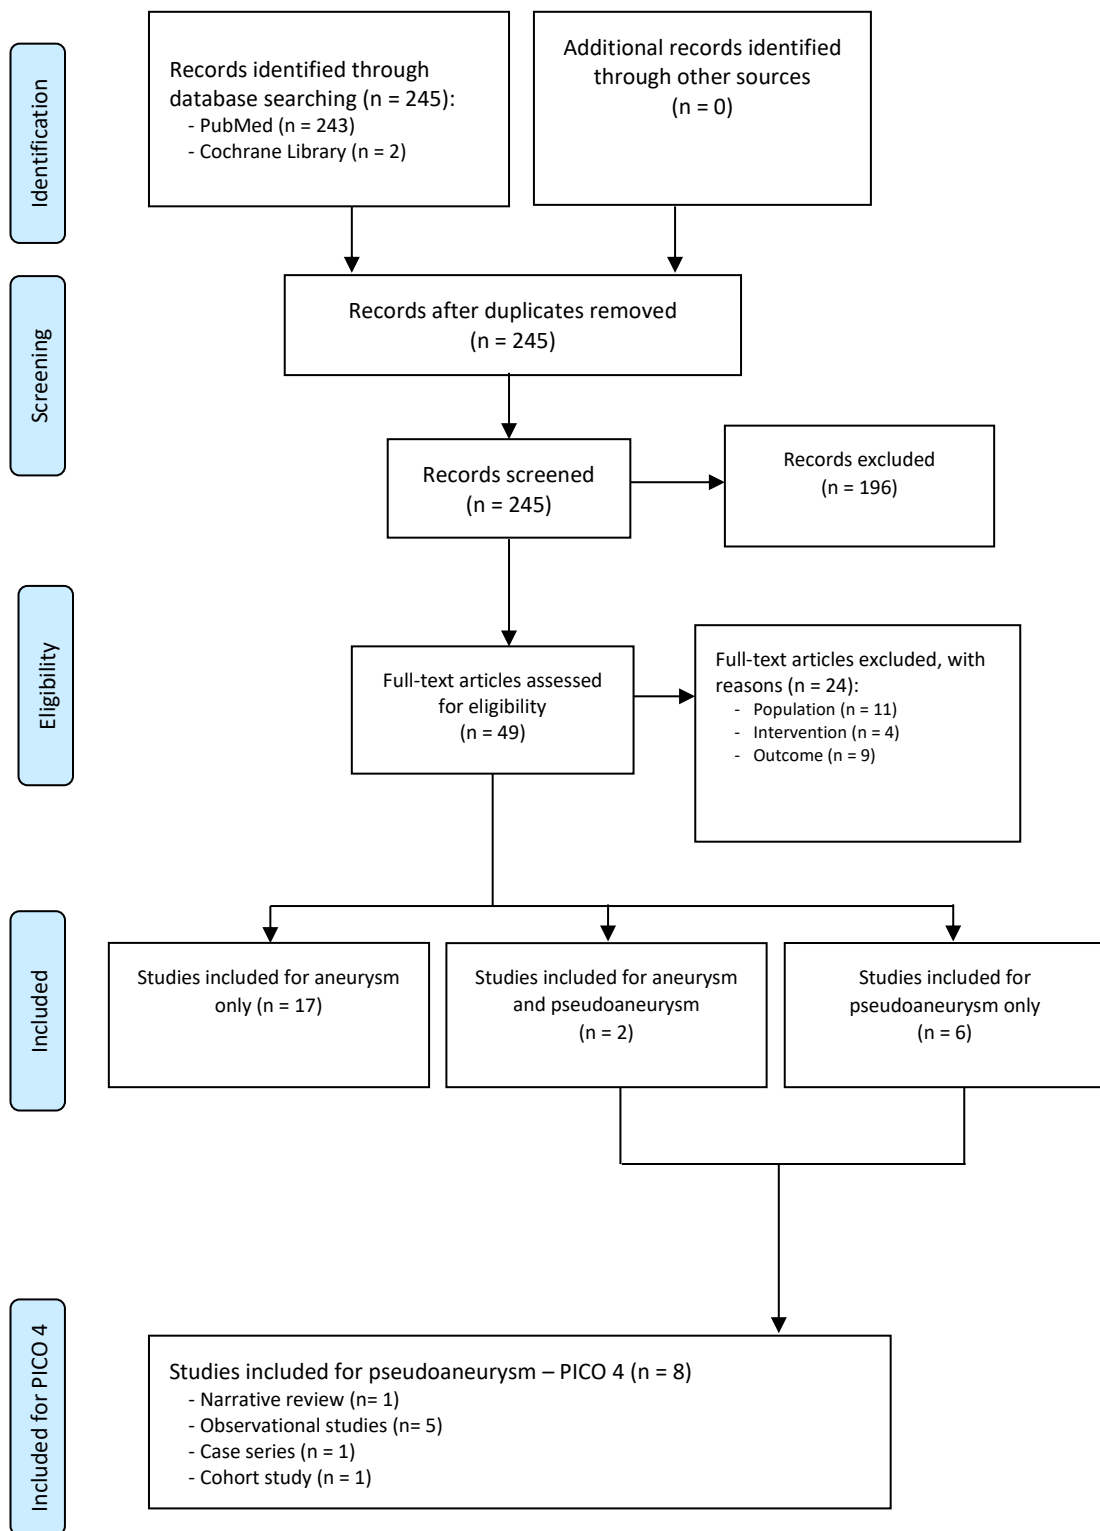 Identification
Records identified through
database searching (n = 245):
- PubMed (n = 243)
- Cochrane Library (n = 2)
Additional records identified
through other sources
(n = 0)
Screening
Records after duplicates removed
(n = 245)
Records screened
(n = 245)
Records excluded
(n = 196)
Eligibility
Full-text articles assessed
for eligibility
(n = 49)
Full-text articles excluded, with
reasons (n = 24):
- Population (n = 11)
- Intervention (n = 4)
- Outcome (n = 9)
Included
Studies included for aneurysm
only (n = 17)
Studies included for aneurysm
and pseudoaneurysm
(n = 2)
Studies included for
pseudoaneurysm only
(n = 6)
Included for PICO 4
Studies included for pseudoaneurysm – PICO 4 (n = 8)
- Narrative review (n= 1)
- Observational studies (n= 5)
- Case series (n = 1)
- Cohort study (n = 1)